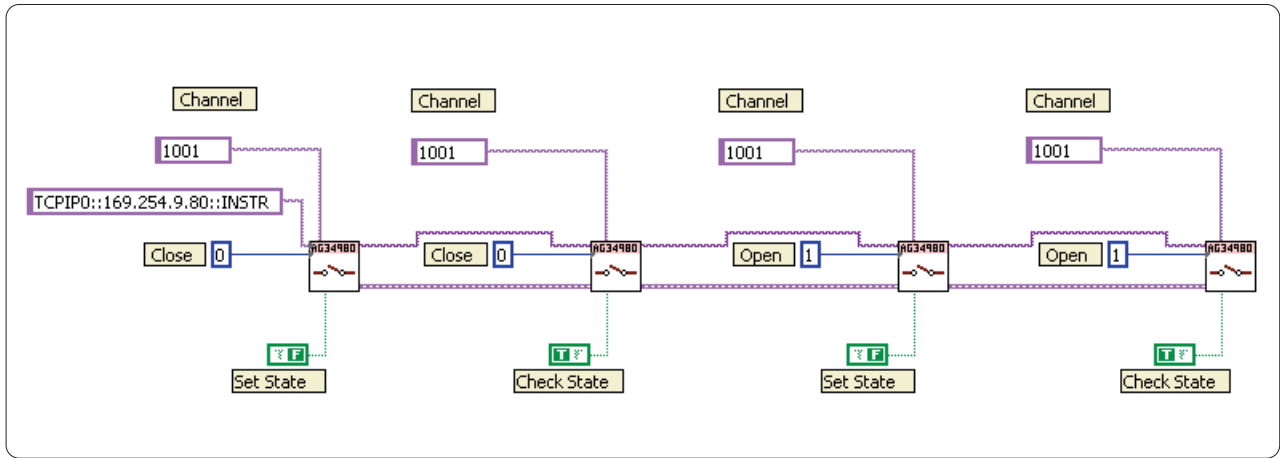 Channel Channel Channel Channel
1001 1001 1001 1001
TCPIP0::169.254.9.80::INSTR
AG34980 AG34980 AG34980 AG34980
Close 0 Close 0 Open 1 Open 1
F T F T
Set State Check State Set State Check State